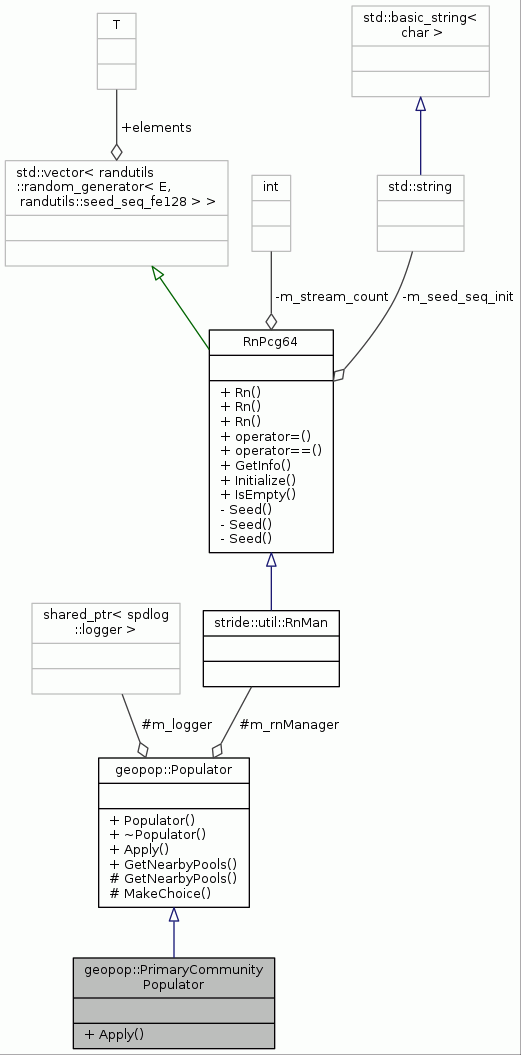 T
std::basic_string<
char >
+elements
std::vector< randutils
::random_generator< E,
randutils::seed_seq_fe128 > >
int
std::string
-m_stream_count
-m_seed_seq_init
RnPcg64
+ Rn()
+ Rn()
+ Rn()
+ operator=()
+ operator==()
+ GetInfo()
+ Initialize()
+ IsEmpty()
- Seed()
- Seed()
- Seed()
shared_ptr< spdlog
::logger >
stride::util::RnMan
#m_logger
#m_rnManager
geopop::Populator
+ Populator()
+ ~Populator()
+ Apply()
+ GetNearbyPools()
# GetNearbyPools()
# MakeChoice()
geopop::PrimaryCommunity
Populator
+ Apply()